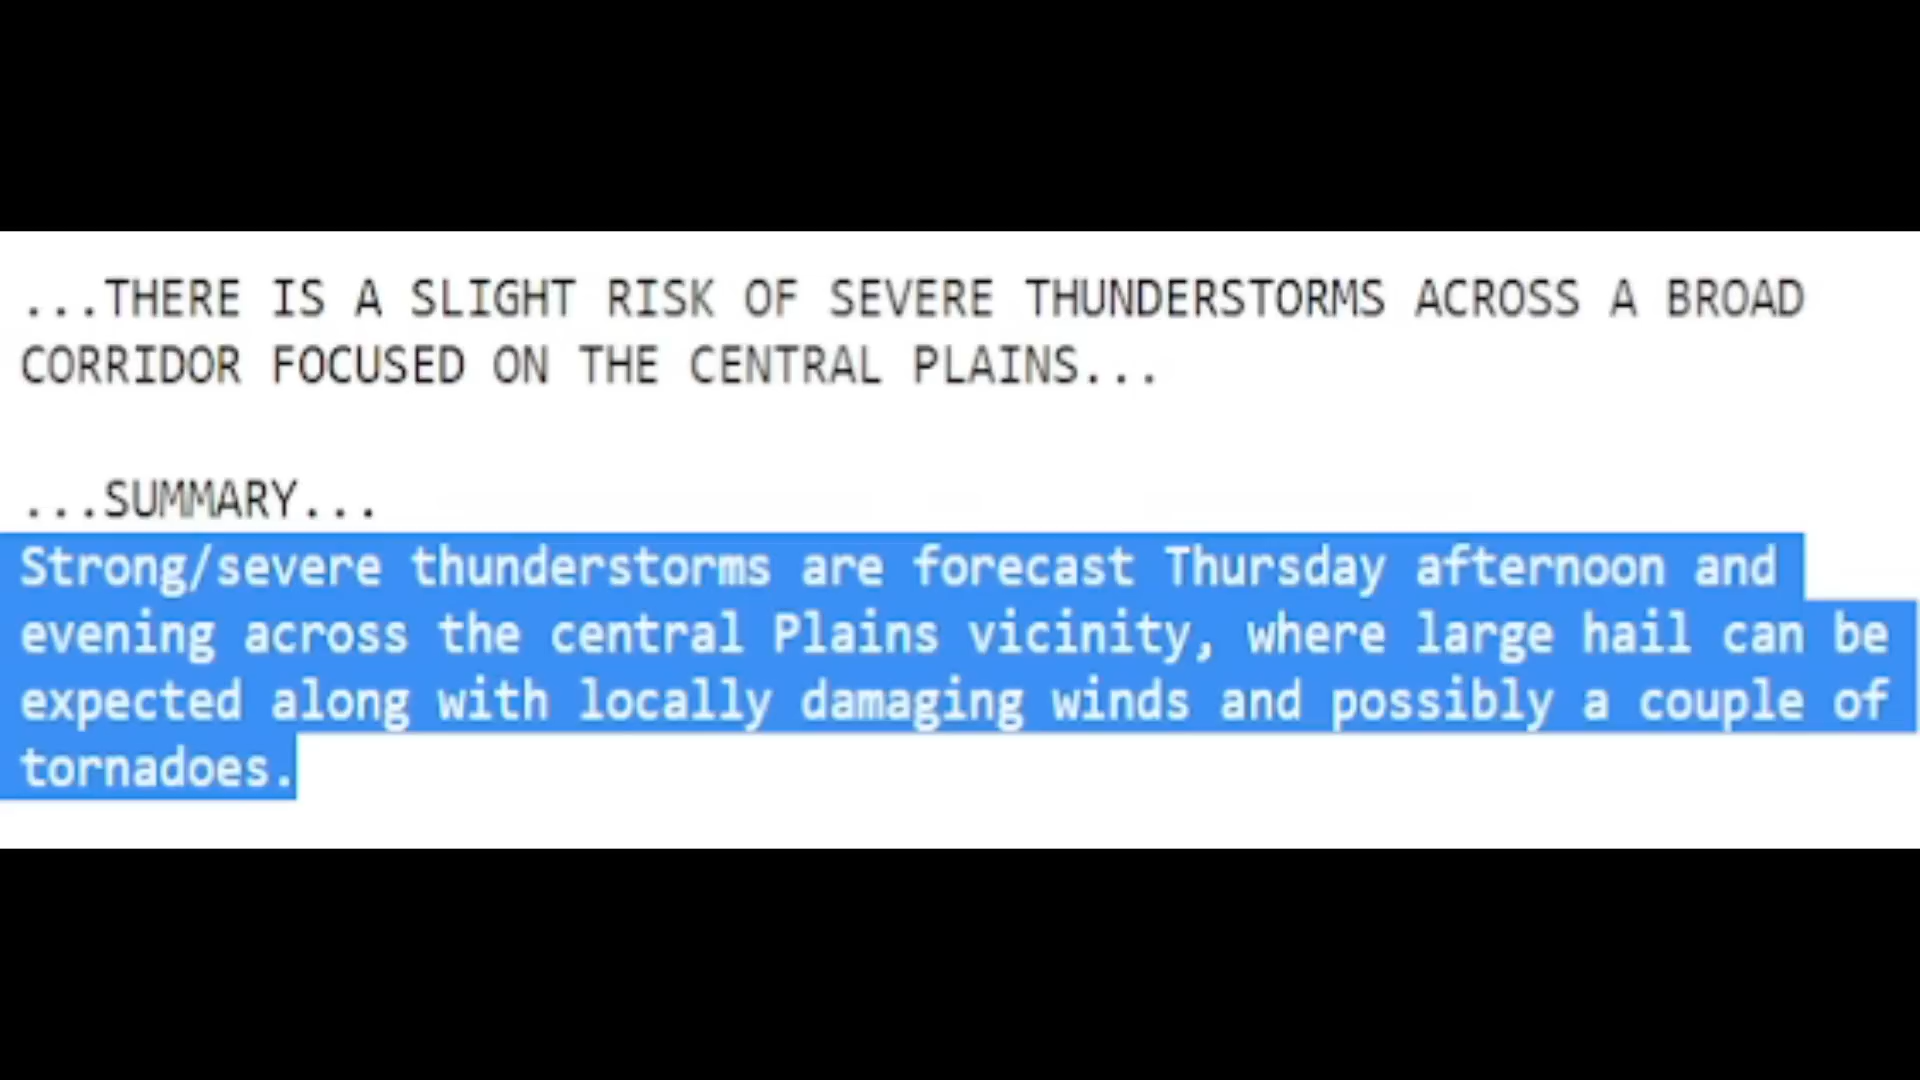 ...THERE IS A SLIGHT RISK OF SEVERE THUNDERSTORMS ACROSS A BROAD
CORRIDOR FOCUSED ON THE CENTRAL PLAINS...
...SUMMARY...
Strong/severe thunderstorms are forecast Thursday afternoon and
evening across the central Plains vicinity, where large hail can be
expected along with locally damaging winds and possibly a couple of
tornadoes.